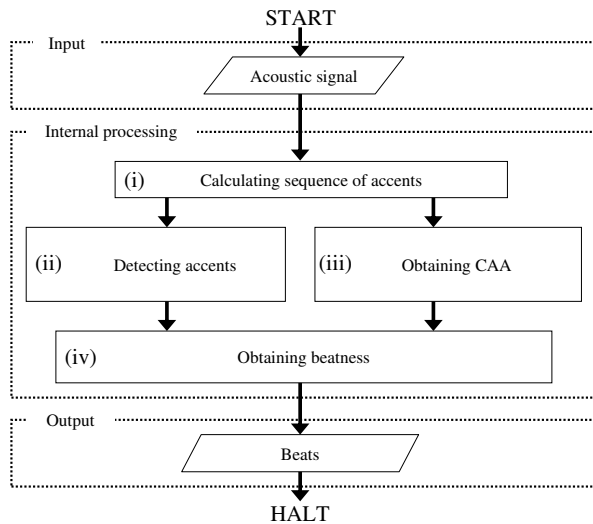 START
Input
Acoustic signal
Internal processing
(i) Calculating sequence of accents
(ii) Detecting accents
(iii) Obtaining CAA
(iv) Obtaining beatness
Output
Beats
HALT